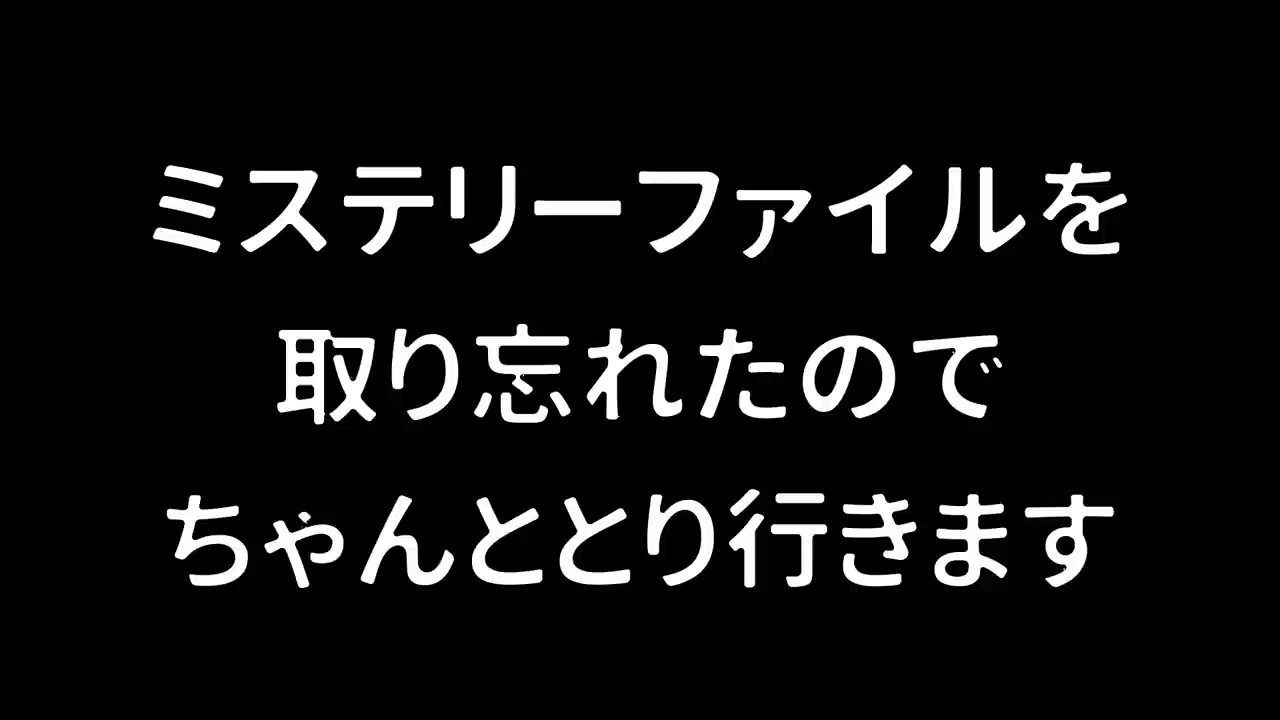 ミステリーファイルを
取り忘れたので
ちゃんととり行きます